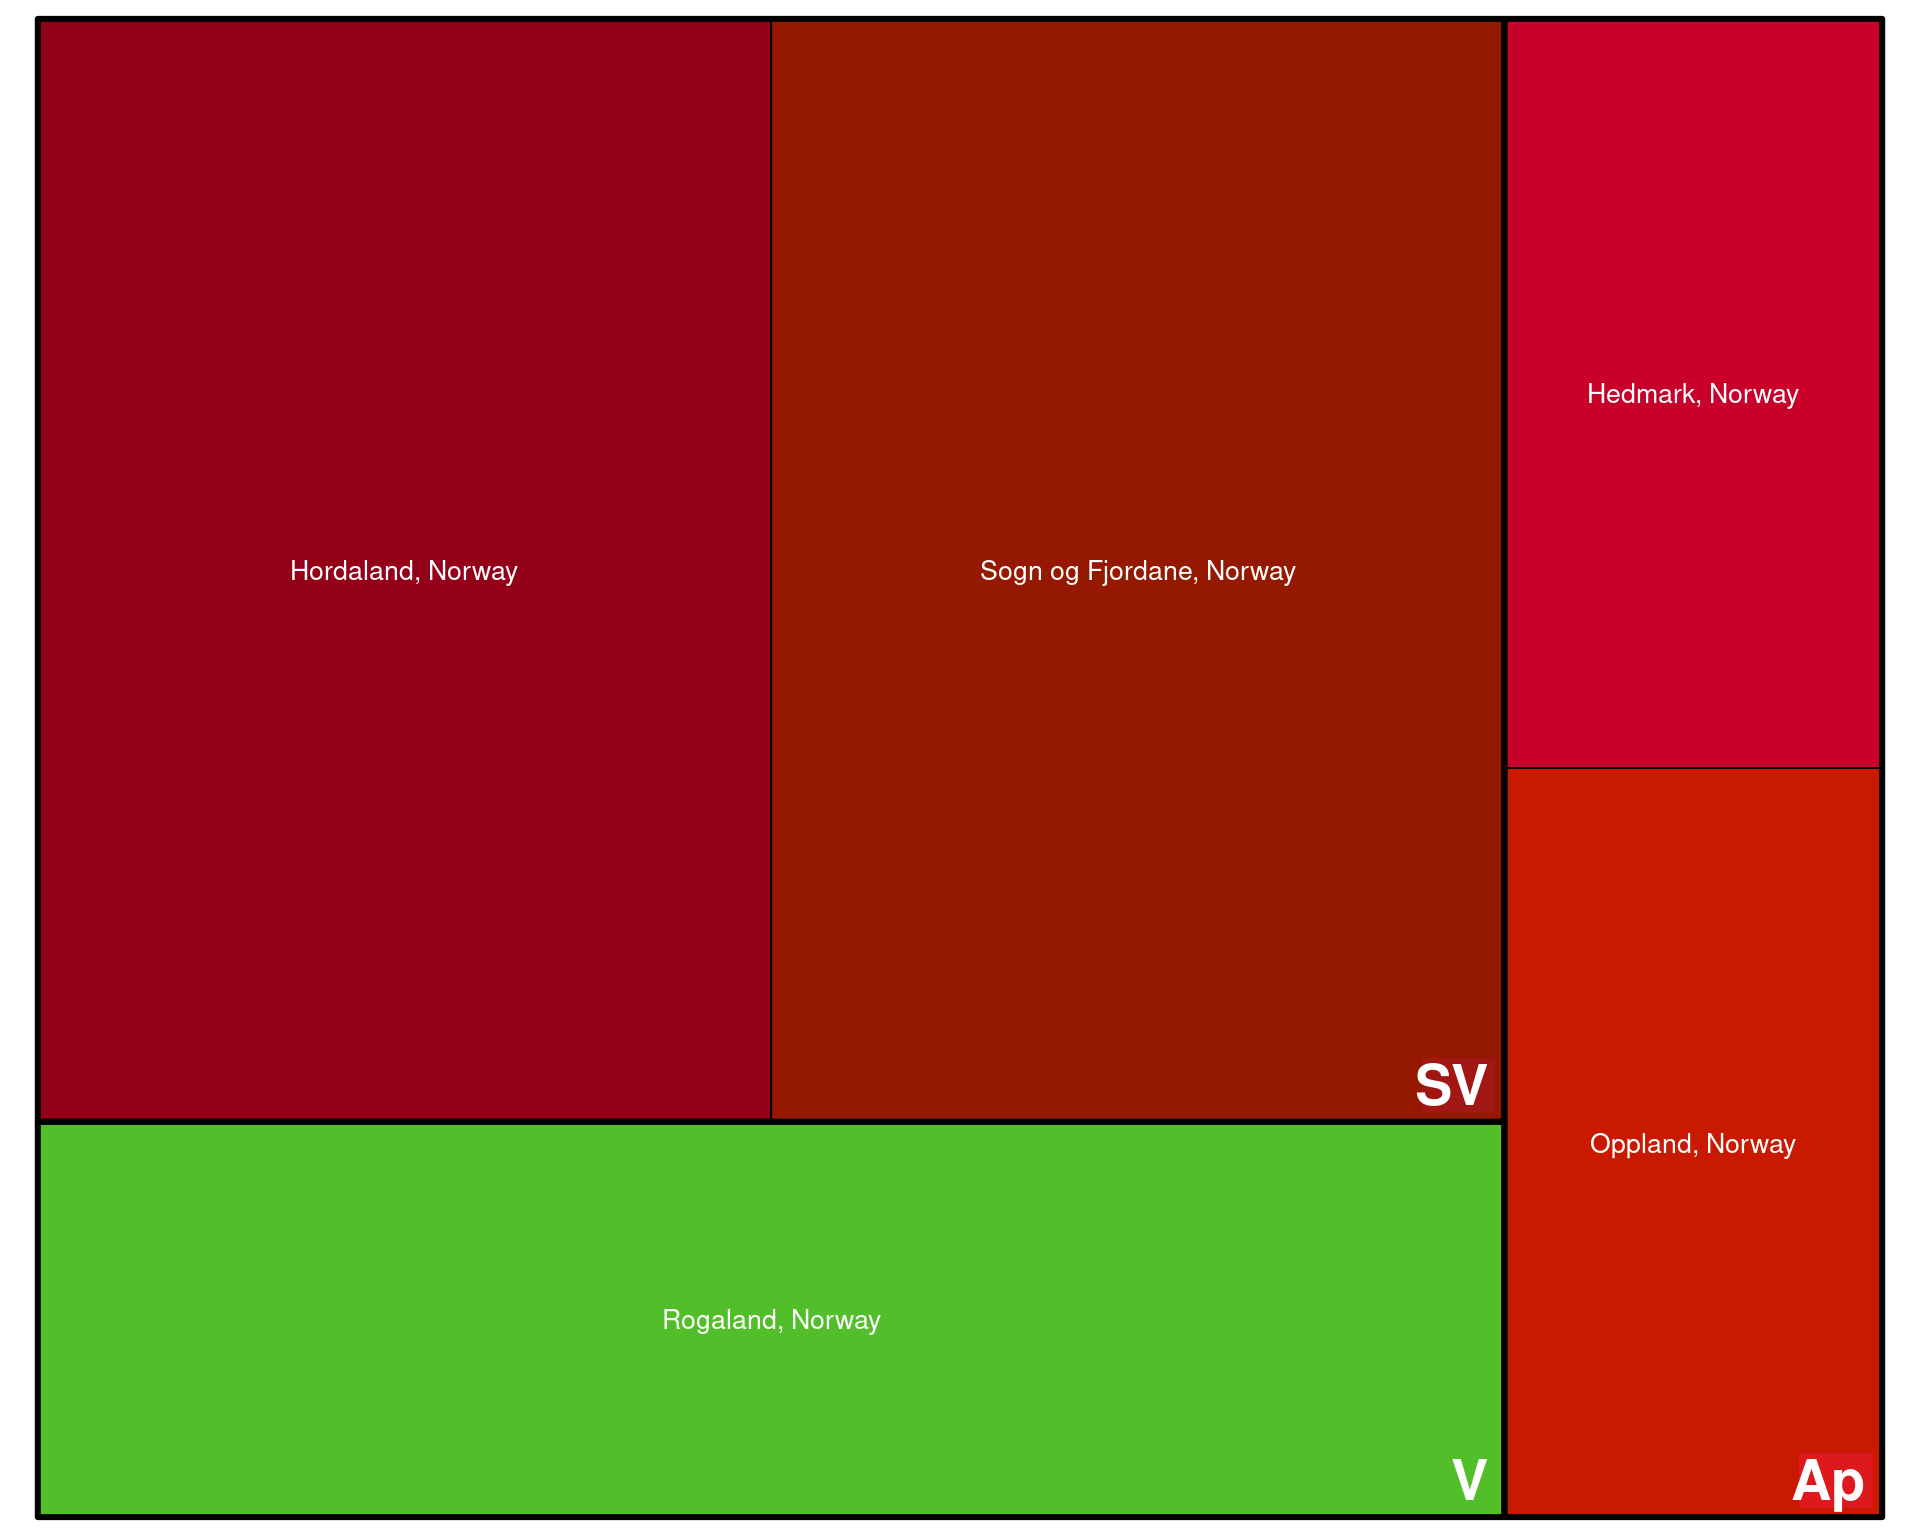 Hordaland, Norway
Sogn og Fjordane, Norway
SV
Rogaland, Norway
V
Hedmark, Norway
Oppland, Norway
Ap